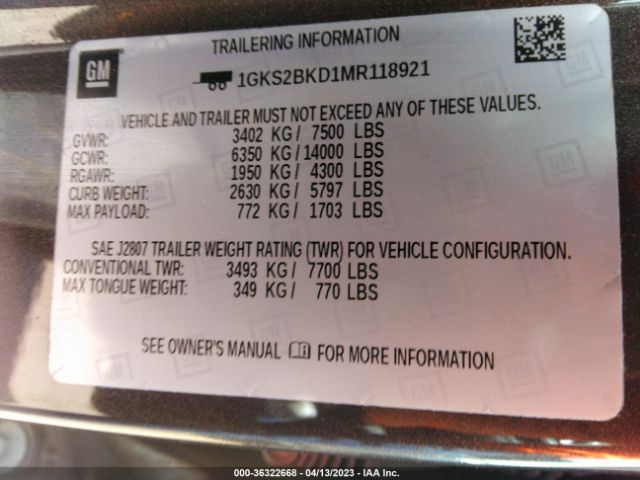 GM
TRAILERING INFORMATION
1GKS2BKD1MR118921
VEHICLE AND TRAILER MUST NOT EXCEED ANY OF THESE VALUES.
GVWR: 3402 KG / 7500 LBS
GCWR: 6350 KG / 14000 LBS
RGAWR: 1950 KG / 4300 LBS
CURB WEIGHT: 2630 KG / 5797 LBS
MAX PAYLOAD: 772 KG / 1703 LBS
SAE J2807 TRAILER WEIGHT RATING (TWR) FOR VEHICLE CONFIGURATION.
CONVENTIONAL TWR: 3493 KG / 7700 LBS
MAX TONGUE WEIGHT: 349 KG / 770 LBS
SEE OWNER'S MANUAL FOR MORE INFORMATION
000-36322668 - 04/13/2023 - IAA Inc.